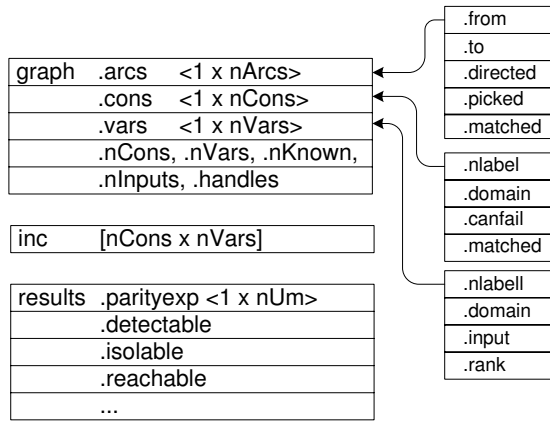 graph .arcs <1 x nArcs>
.cons <1 x nCons>
.vars <1 x nVars>
.nCons, .nVars, .nKnown,
.nInputs, .handles
inc [nCons x nVars]
results .parityexp <1 x nUm>
.detectable
.isolable
.reachable
...
.from
.to
.directed
.picked
.matched
.nlabel
.domain
.canfail
.matched
.nlabell
.domain
.input
.rank